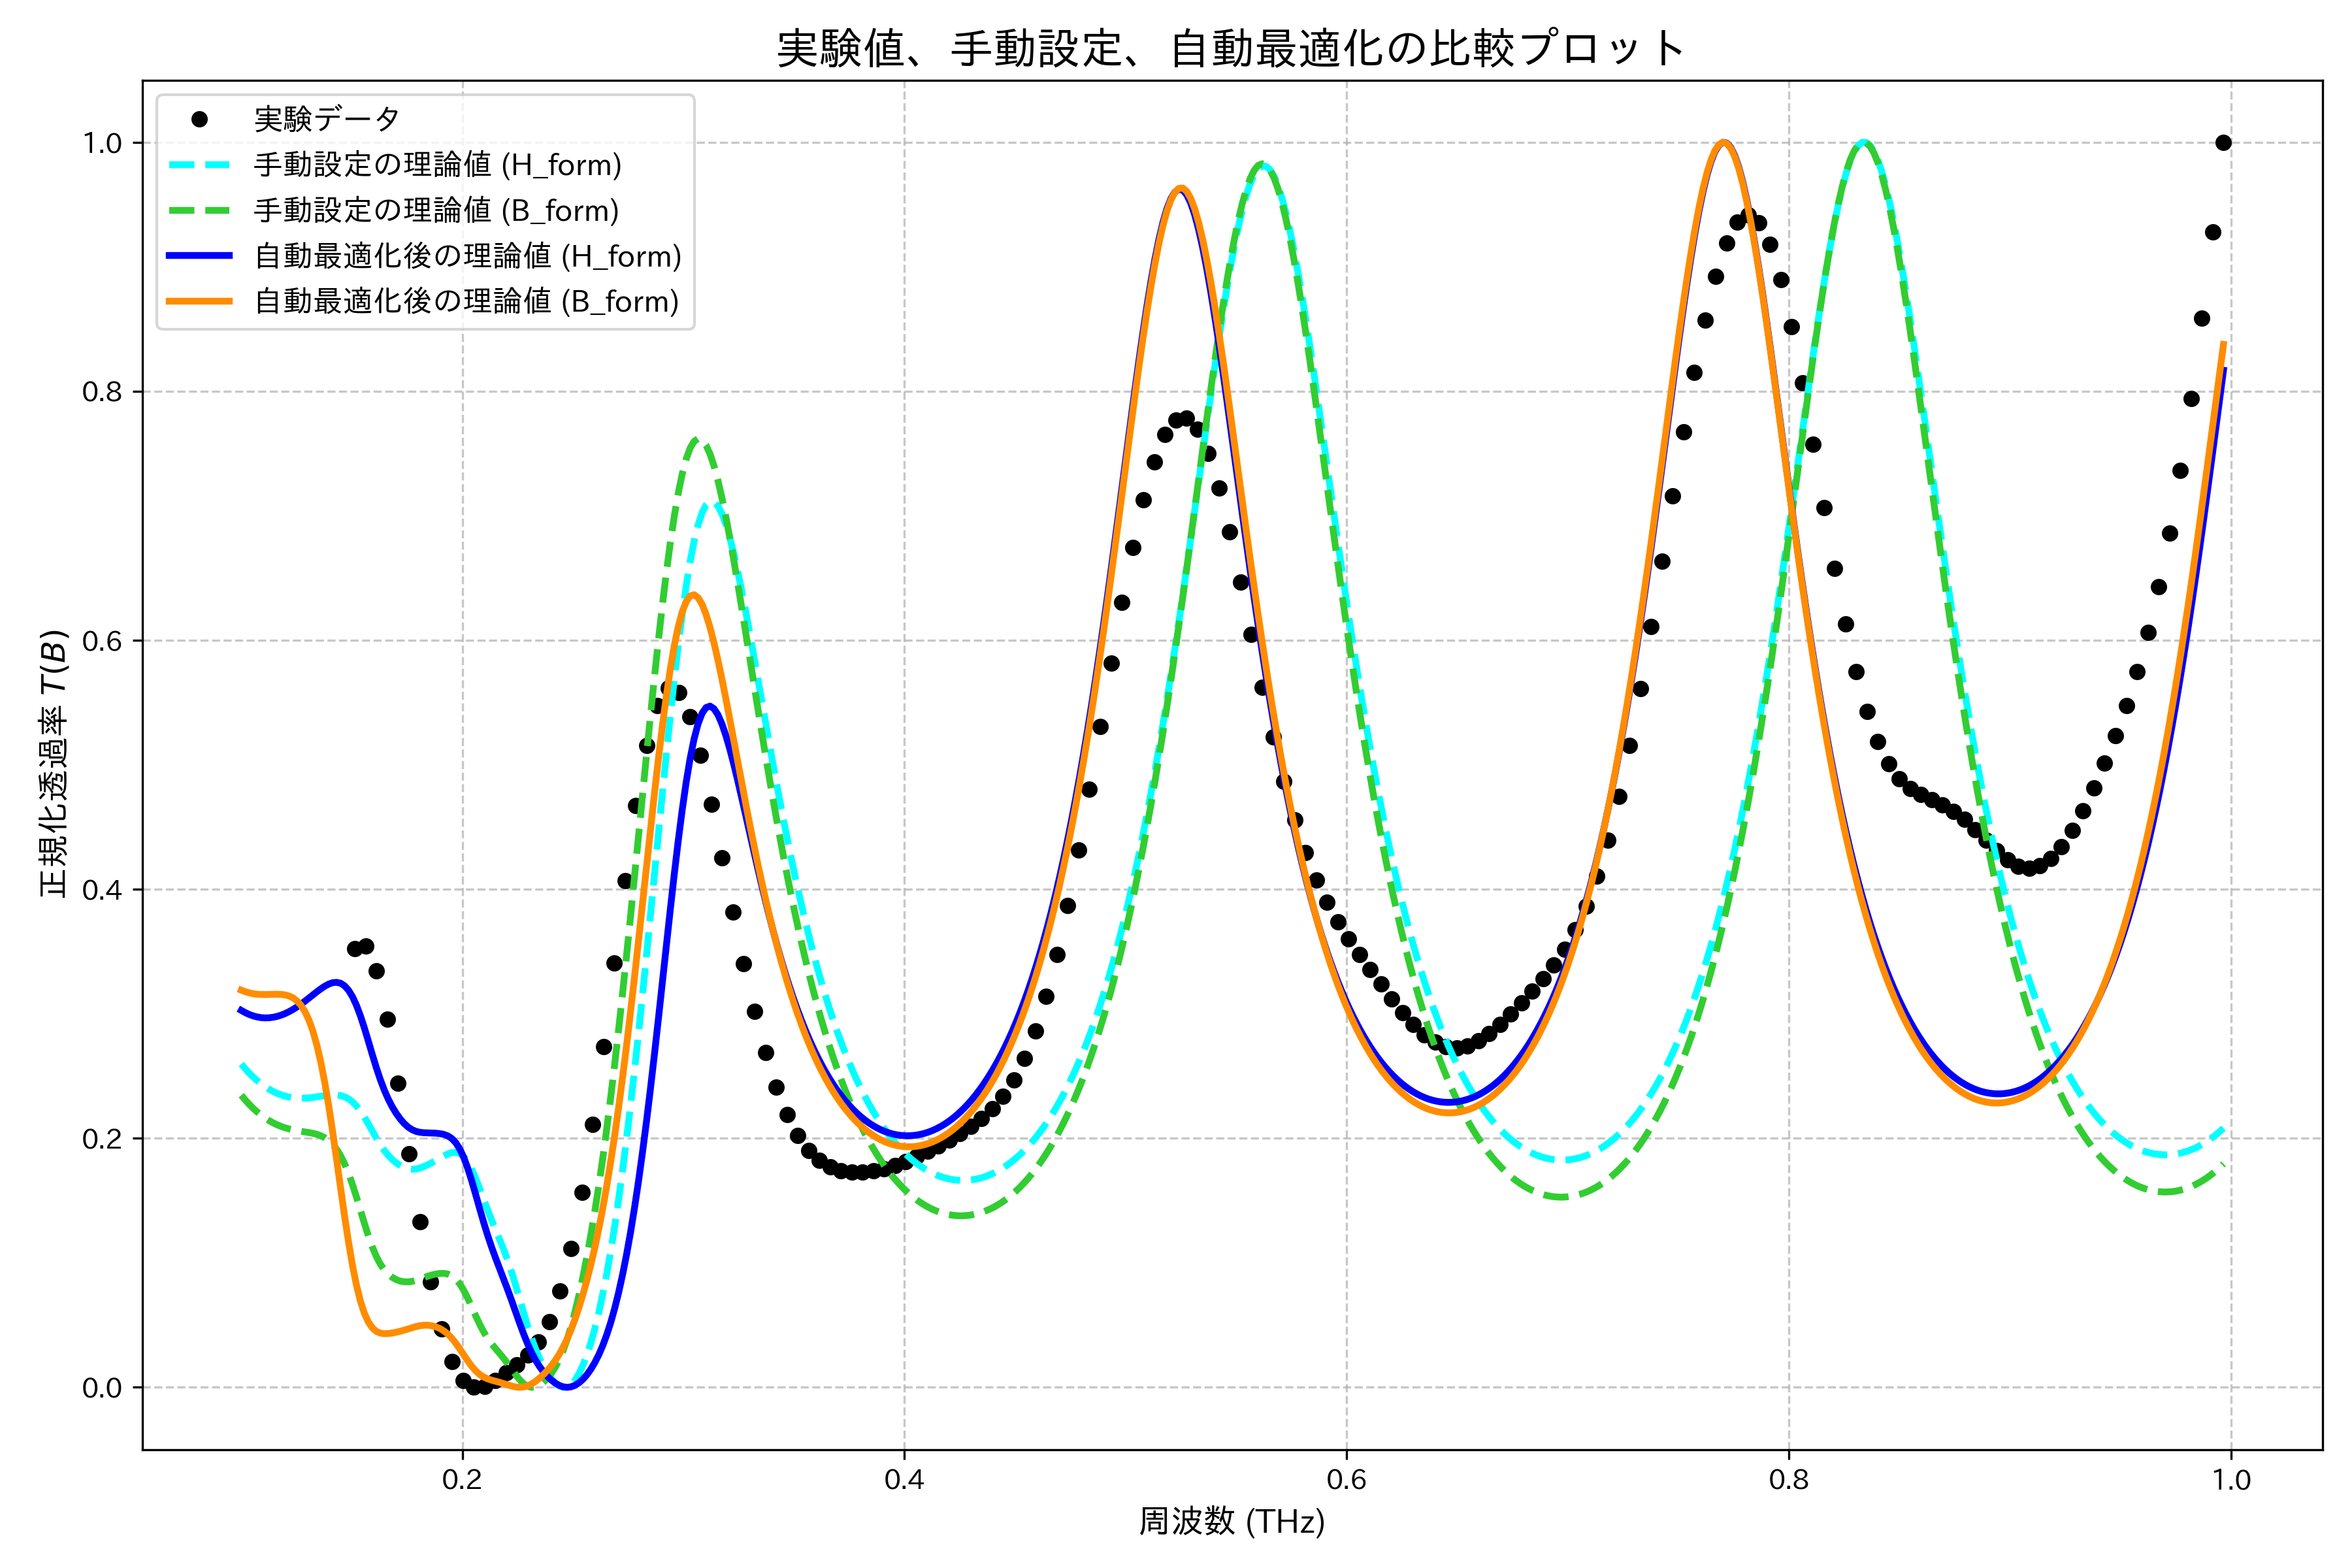 実験値、手動設定、自動最適化の比較プロット
実験データ
手動設定の理論値 (H_form)
手動設定の理論値 (B_form)
自動最適化後の理論値 (H_form)
自動最適化後の理論値 (B_form)
正規化透過率 T(B)
1.0
0.8
0.6
0.4
0.2
0.0
0.2 0.4 0.6 0.8 1.0
周波数 (THz)